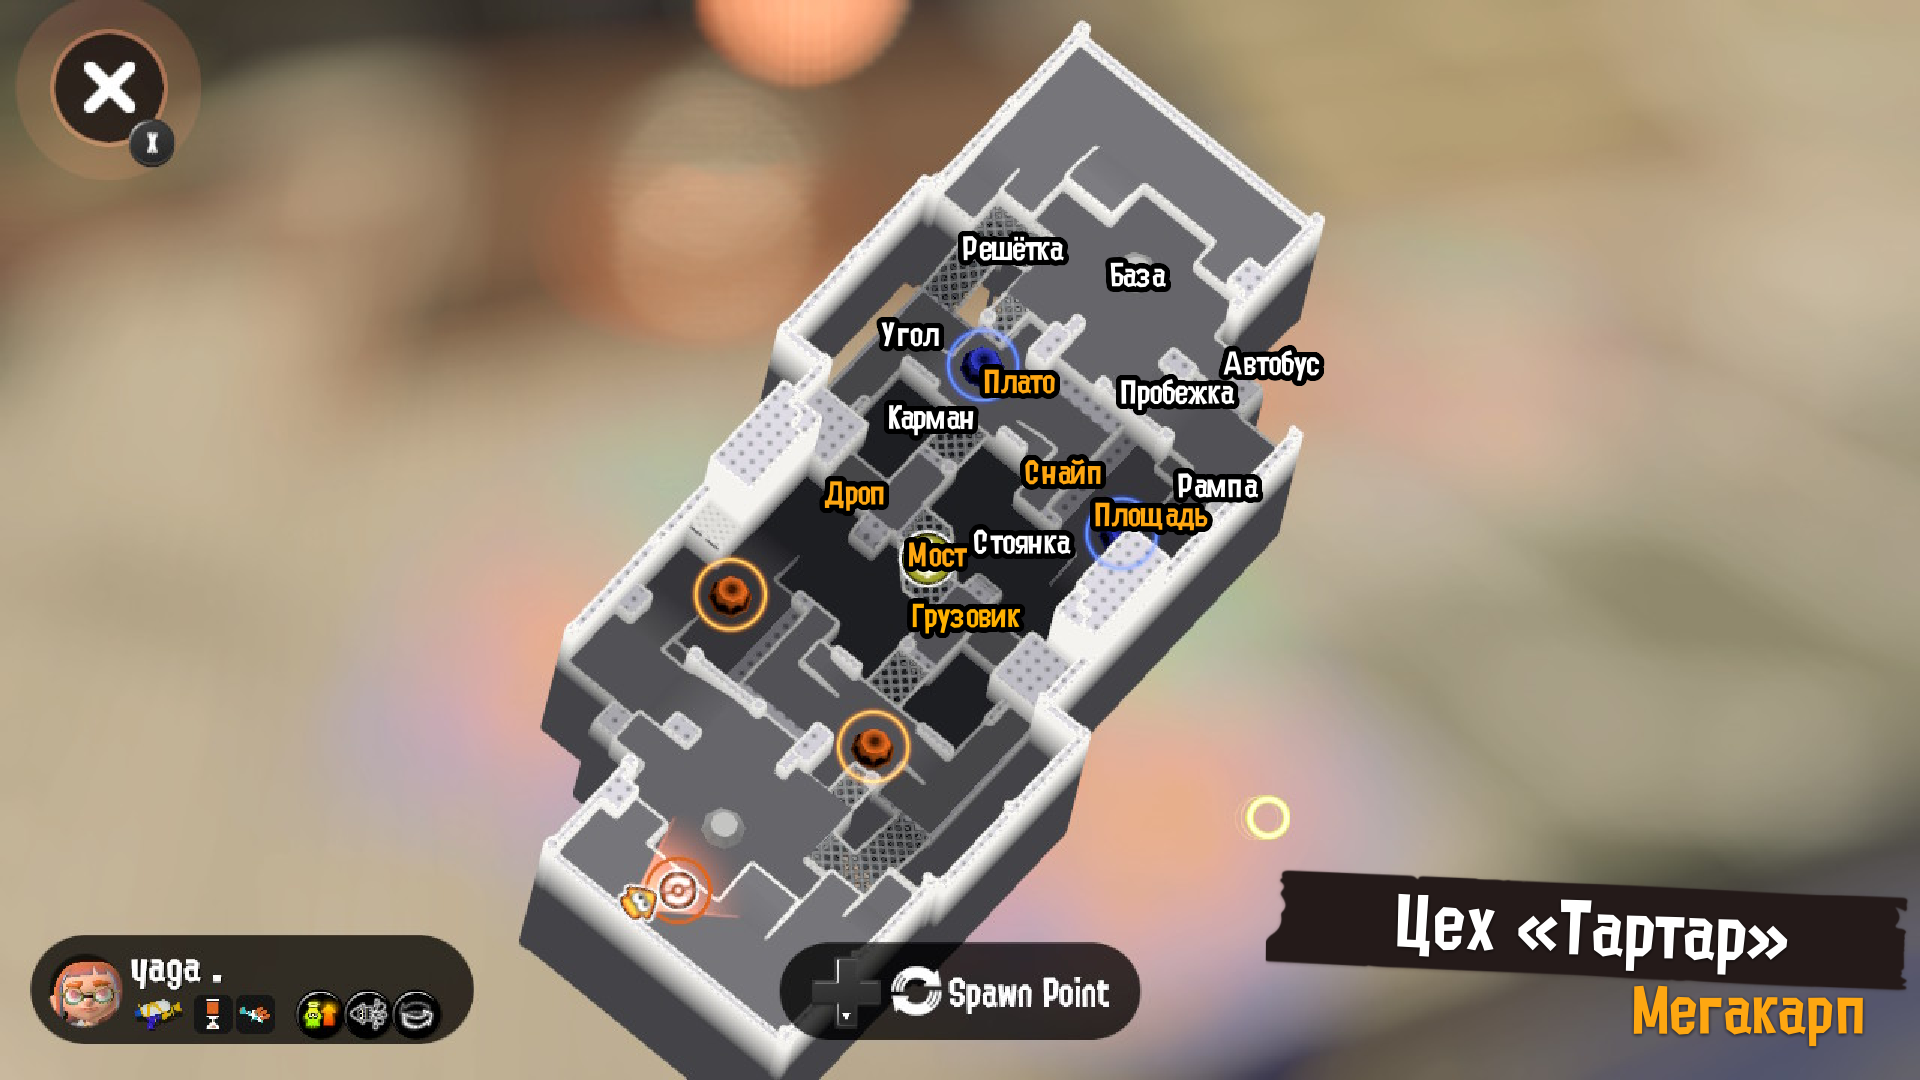 Решётка
База
Угол
Автобус
Плато
Пробежка
Карман
Снайп
Рампа
Дроп
Площадь
Стоянка
Мост
Грузовик
Цех «Тартар»
Мегакарп
yaga .
Spawn Point